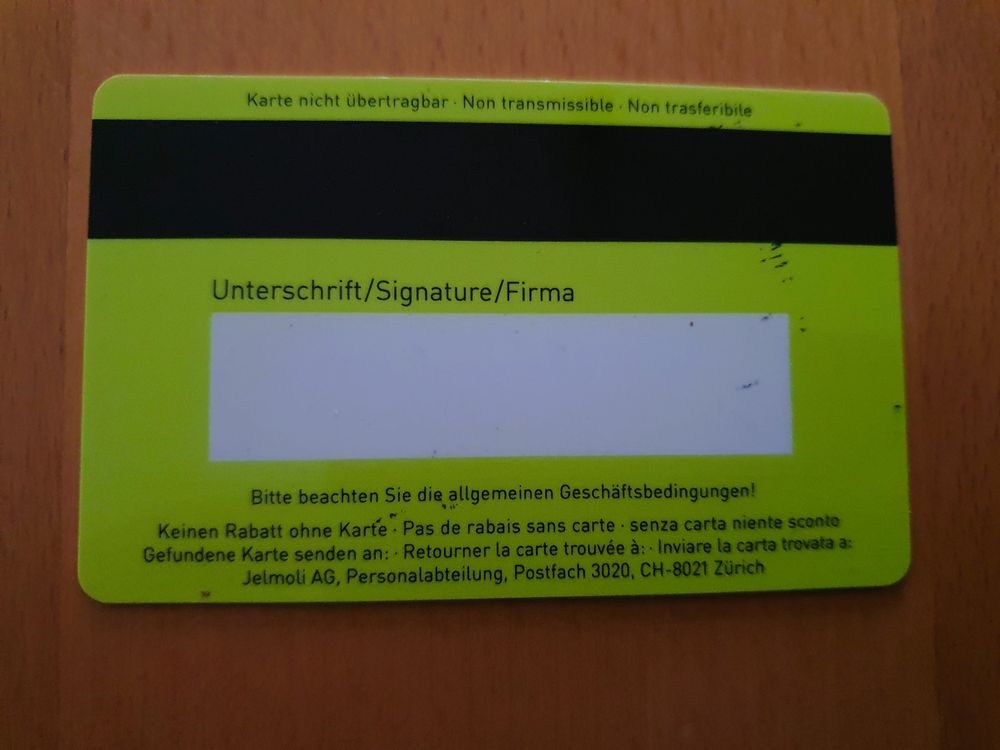 Karte nicht übertragbar · Non transmissible · Non trasferibile
Unterschrift/Signature/Firma
Bitte beachten Sie die allgemeinen Geschäftsbedingungen!
Keinen Rabatt ohne Karte · Pas de rabais sans carte · senza carta niente sconto
Gefundene Karte senden an: · Retourner la carte trouvée à: · Inviare la carta trovata a:
Jelmoli AG, Personalabteilung, Postfach 3020, CH-8021 Zürich